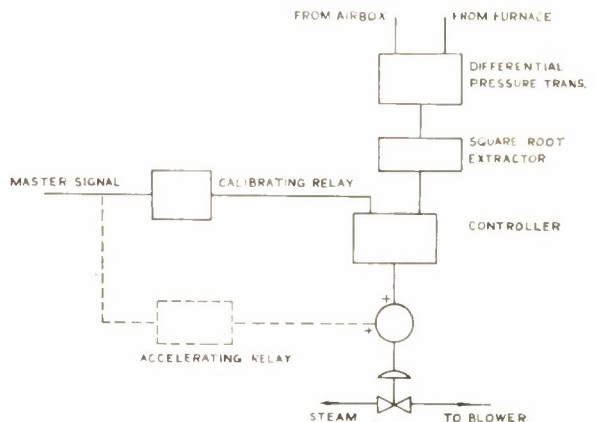 FROM AIRBOX
FROM FURNACE
DIFFERENTIAL
PRESSURE TRANS.
SQUARE ROOT
EXTRACTOR
MASTER SIGNAL
CALIBRATING RELAY
CONTROLLER
+
+
ACCELERATING RELAY
STEAM
TO BLOWER